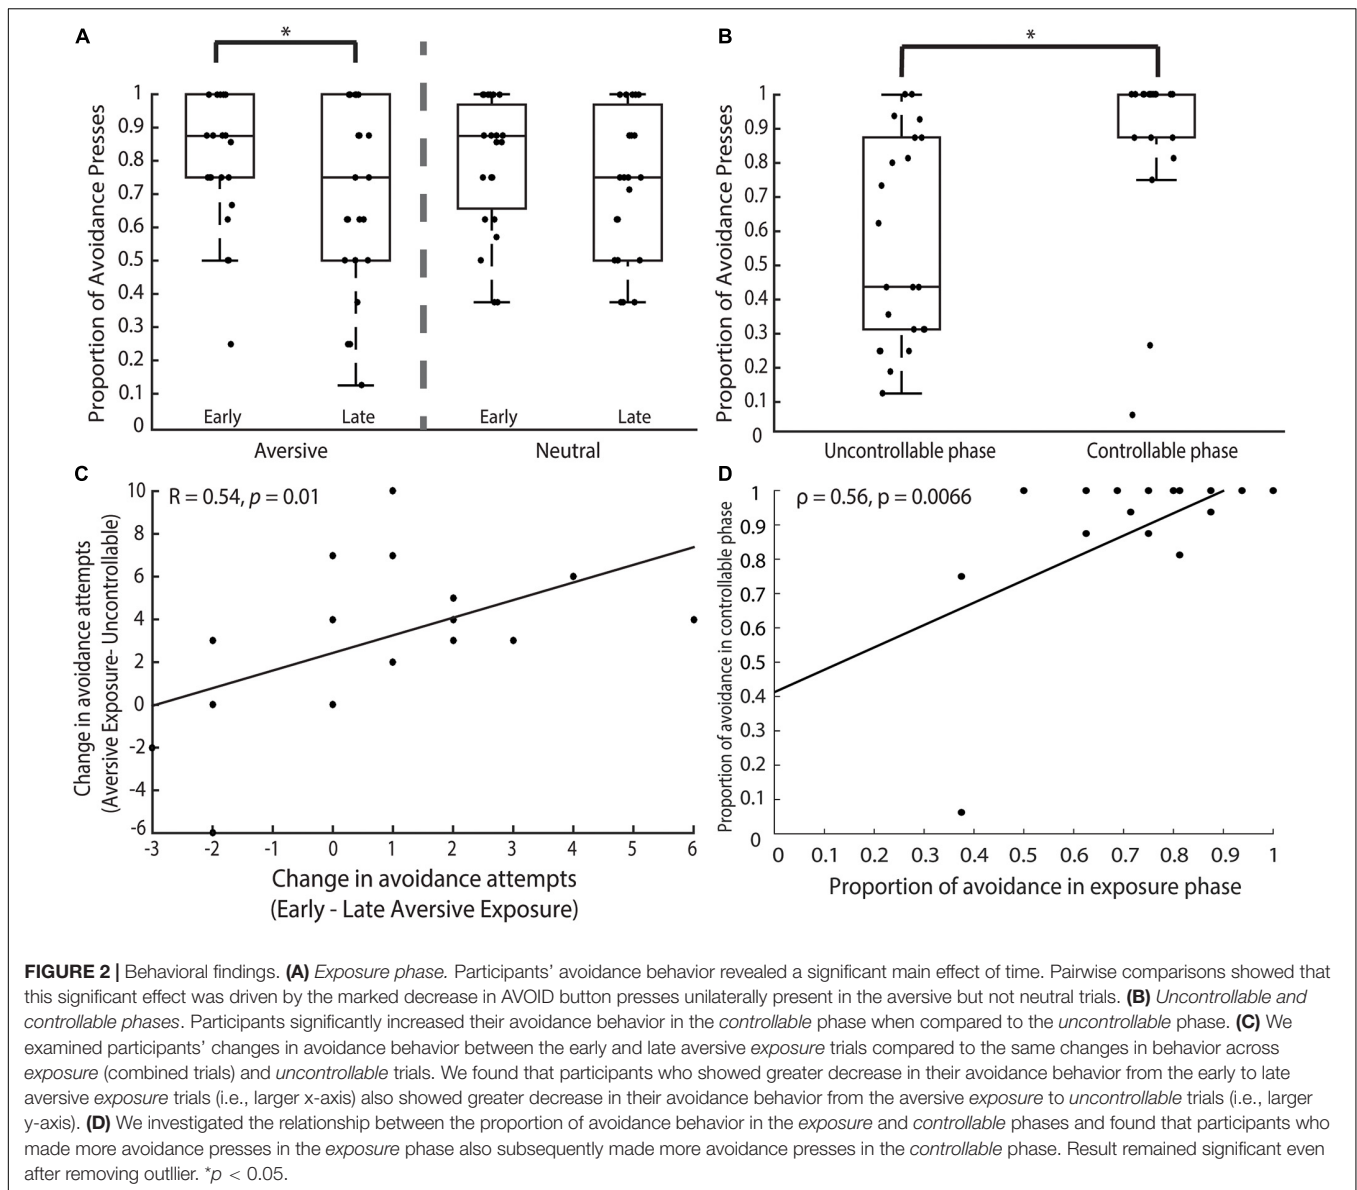 A
*
Proportion of Avoidance Presses
1
0.9
0.8
0.7
0.6
0.5
0.4
0.3
0.2
0.1
0
Early
Late
Early
Late
Aversive
Neutral
B
*
Proportion of Avoidance Presses
1
0.9
0.8
0.7
0.6
0.5
0.4
0.3
0.2
0.1
0
Uncontrollable phase
Controllable phase
C
R = 0.54, p = 0.01
Change in avoidance attempts
(Aversive Exposure- Uncontrollable)
10
8
6
4
2
0
-2
-4
-6
-3
-2
-1
0
1
2
3
4
5
6
Change in avoidance attempts
(Early - Late Aversive Exposure)
D
ρ = 0.56, p = 0.0066
Proportion of avoidance in controllable phase
1
0.9
0.8
0.7
0.6
0.5
0.4
0.3
0.2
0.1
0
0
0.1
0.2
0.3
0.4
0.5
0.6
0.7
0.8
0.9
1
Proportion of avoidance in exposure phase
FIGURE 2 | Behavioral findings. (A) Exposure phase. Participants' avoidance behavior revealed a significant main effect of time. Pairwise comparisons showed that
this significant effect was driven by the marked decrease in AVOID button presses unilaterally present in the aversive but not neutral trials. (B) Uncontrollable and
controllable phases. Participants significantly increased their avoidance behavior in the controllable phase when compared to the uncontrollable phase. (C) We
examined participants' changes in avoidance behavior between the early and late aversive exposure trials compared to the same changes in behavior across
exposure (combined trials) and uncontrollable trials. We found that participants who showed greater decrease in their avoidance behavior from the early to late
aversive exposure trials (i.e., larger x-axis) also showed greater decrease in their avoidance behavior from the aversive exposure to uncontrollable trials (i.e., larger
y-axis). (D) We investigated the relationship between the proportion of avoidance behavior in the exposure and controllable phases and found that participants who
made more avoidance presses in the exposure phase also subsequently made more avoidance presses in the controllable phase. Result remained significant even
after removing outllier. *p < 0.05.